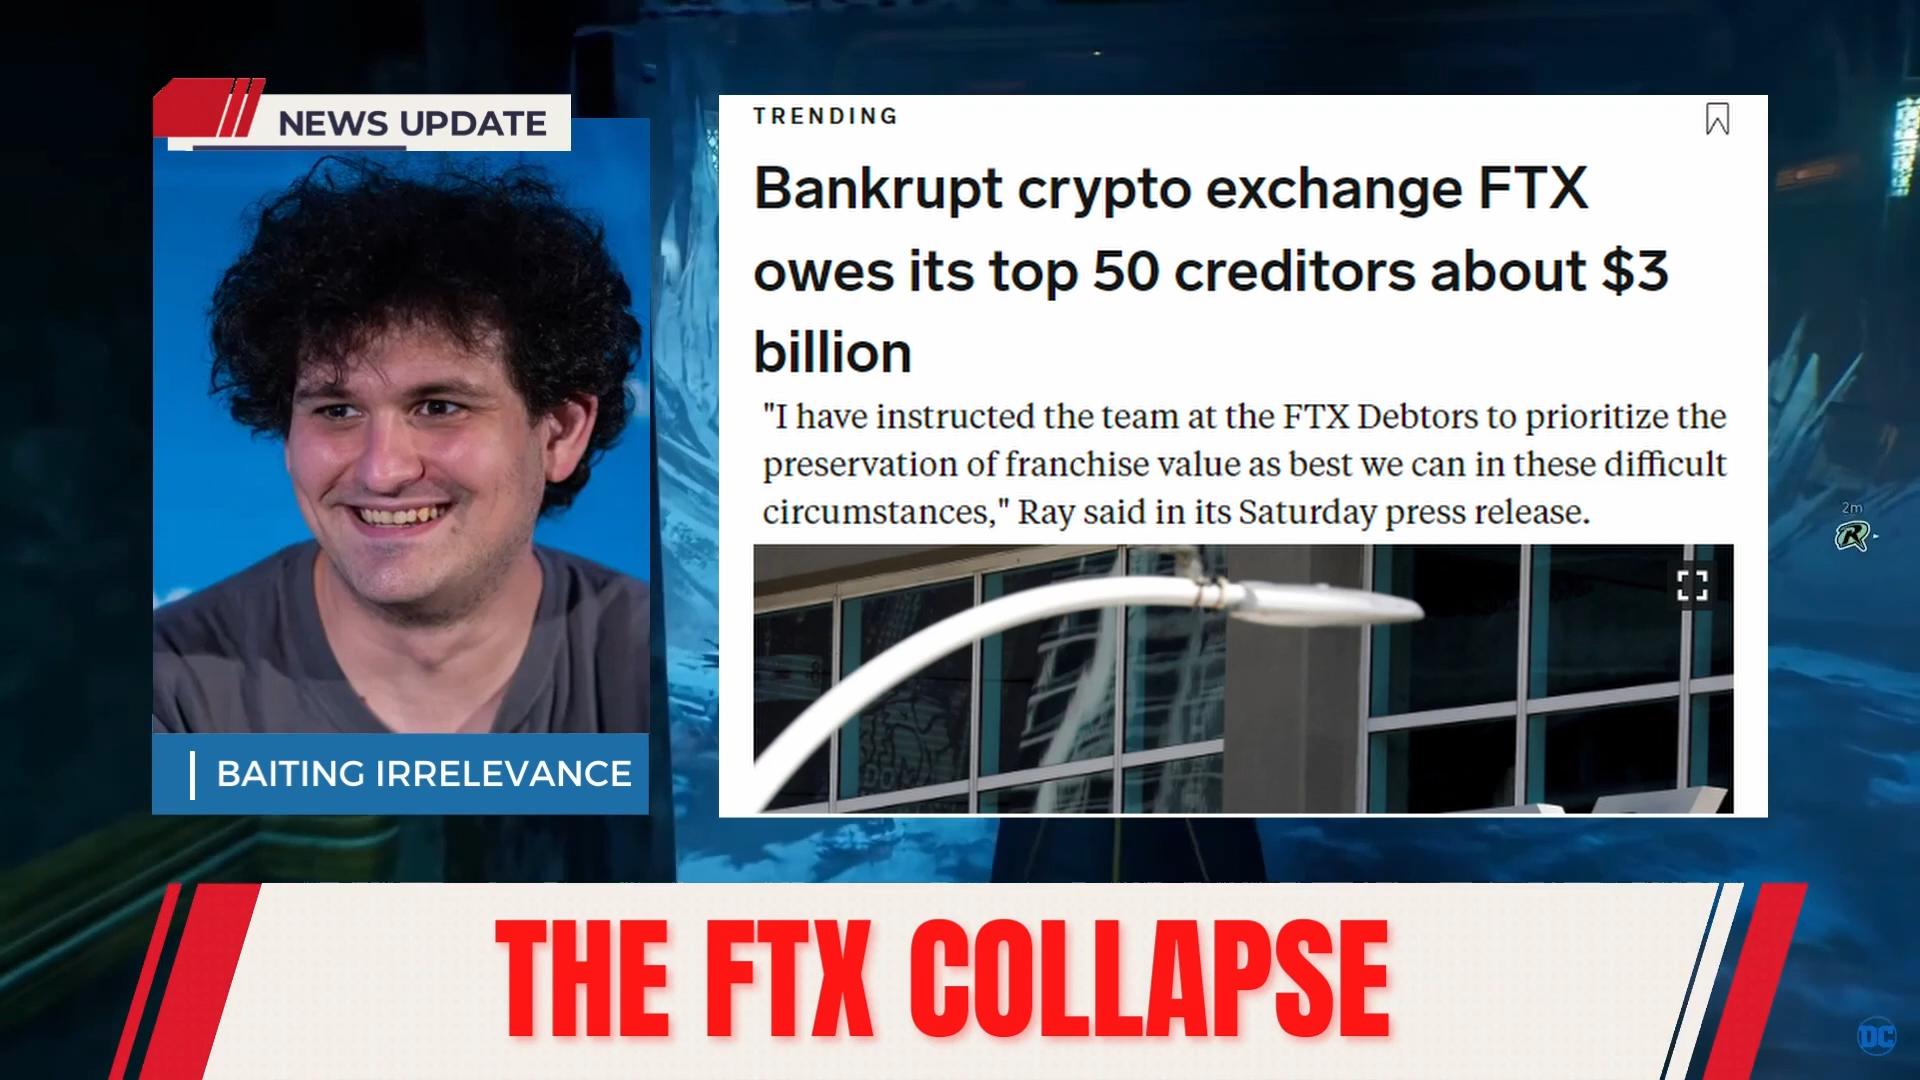 NEWS UPDATE
BAITING IRRELEVANCE
TRENDING
Bankrupt crypto exchange FTX
owes its top 50 creditors about $3
billion
"I have instructed the team at the FTX Debtors to prioritize the
preservation of franchise value as best we can in these difficult
circumstances," Ray said in its Saturday press release.
2m
R
THE FTX COLLAPSE
DC